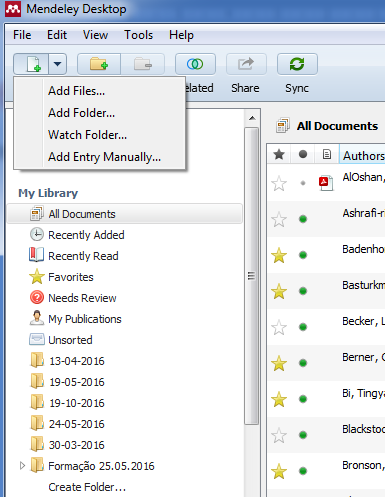 Mendeley Desktop
File Edit View Tools Help
Share Sync
Add Files...
Add Folder...
Watch Folder...
Add Entry Manually...
My Library
All Documents
Recently Added
Recently Read
Favorites
Needs Review
My Publications
Unsorted
13-04-2016
19-05-2016
19-10-2016
24-05-2016
30-03-2016
Formação 25.05.2016
Create Folder...
All Documents
Authors
AlOshan,
Ashrafi-r
Badenho
Basturkm
Becker, L
Berner, C
Bi, Tingya
Blackstoc
Bronson,